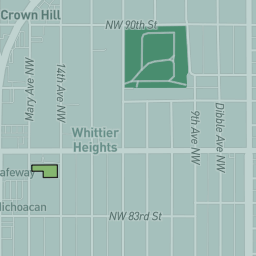 NW 90th St
Crown Hill
Mary Ave NW
14th Ave NW
9th Ave NW
Dibble Ave NW
Whittier
Heights
afeway
lichoacan
NW 83rd St